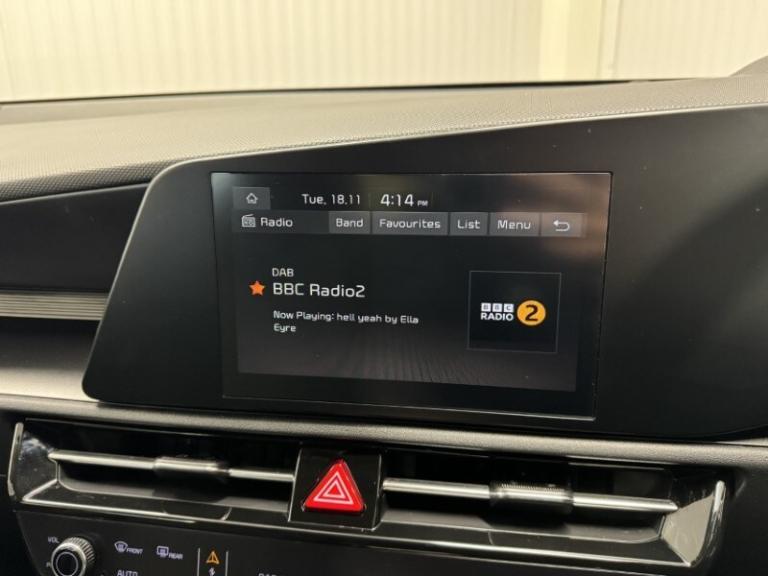 Tue, 18.11 4:14 PM
Radio Band Favourites List Menu
DAB
BBC Radio2
Now Playing: hell yeah by Ella
Eyre
BBC
RADIO 2
VOL
FRONT REAR
AUTO